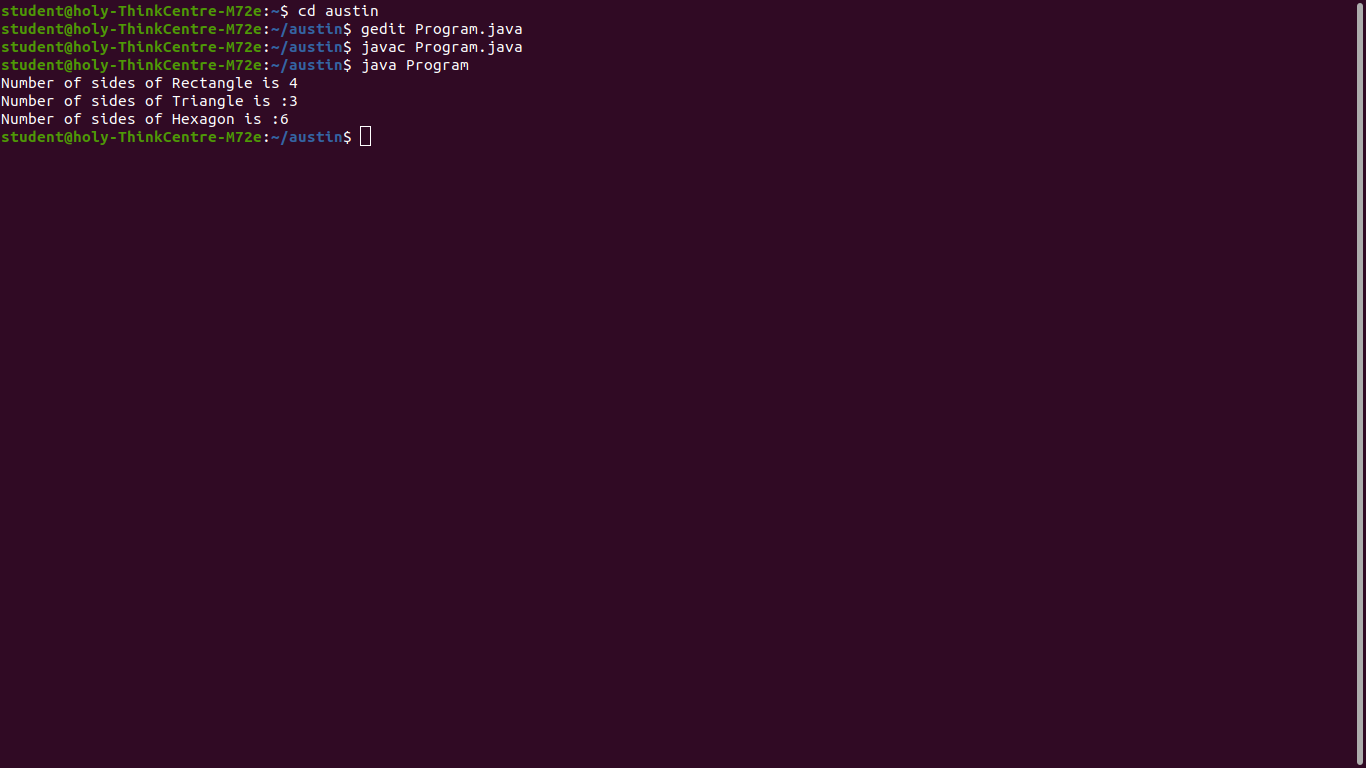 student@holy-ThinkCentre-M72e:~$ cd austin
student@holy-ThinkCentre-M72e:~/austin$ gedit Program.java
student@holy-ThinkCentre-M72e:~/austin$ javac Program.java
student@holy-ThinkCentre-M72e:~/austin$ java Program
Number of sides of Rectangle is 4
Number of sides of Triangle is :3
Number of sides of Hexagon is :6
student@holy-ThinkCentre-M72e:~/austin$